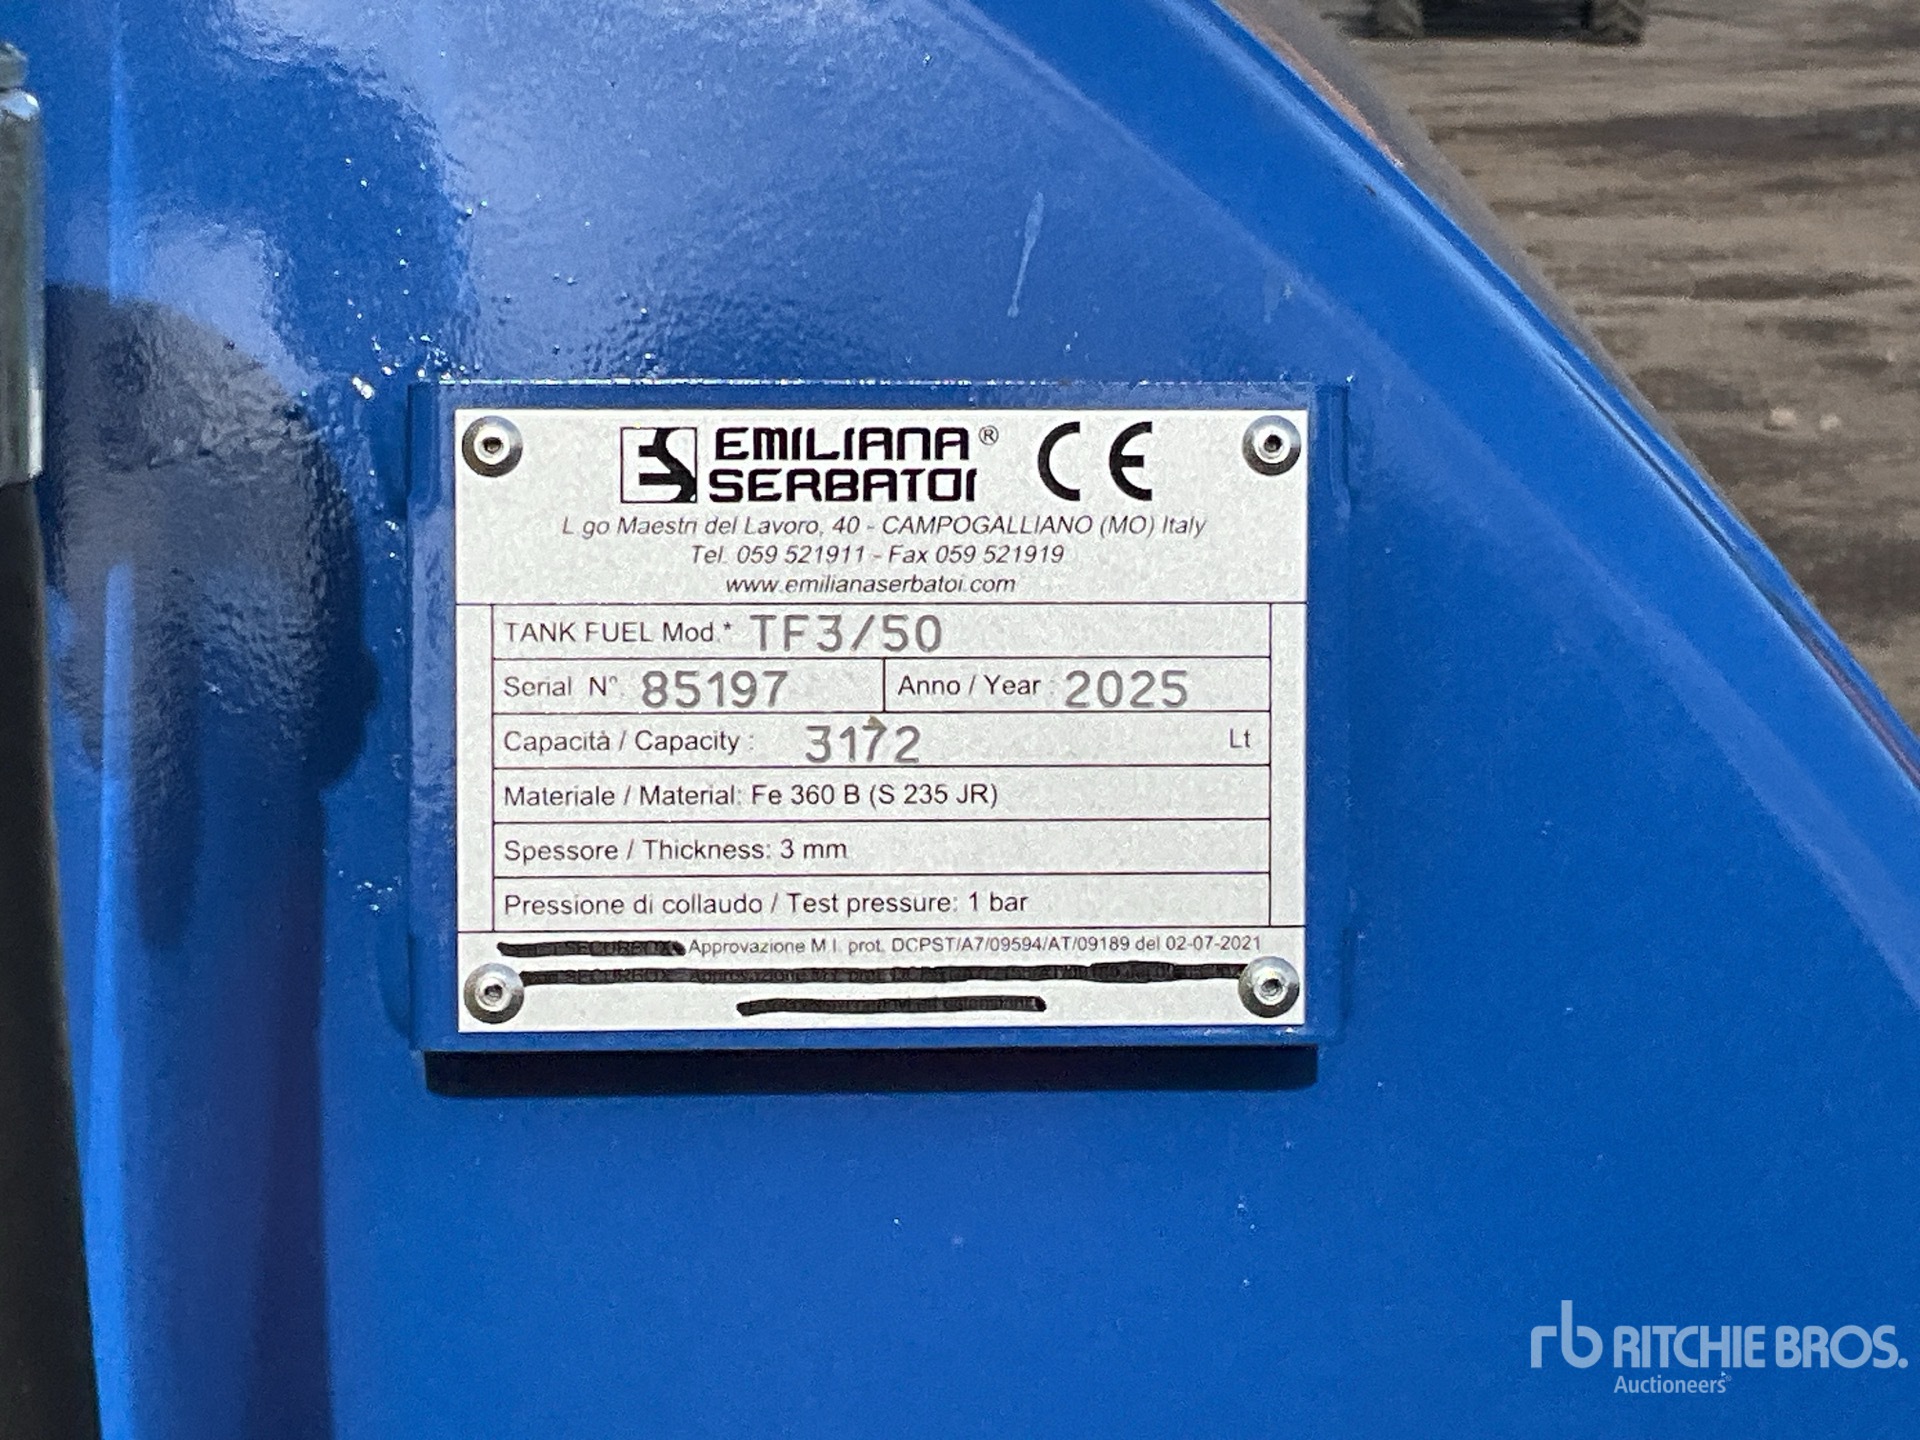 EMILIANA®
SERBATOI
CE
L.go Maestri del Lavoro, 40 - CAMPOGALLIANO (MO) Italy
Tel. 059 521911 - Fax 059 521919
www.emilianaserbatoi.com
TANK FUEL Mod.* TF3/50
Serial N°. 85197 Anno / Year : 2025
Capacità / Capacity : 3172 Lt
Materiale / Material: Fe 360 B (S 235 JR)
Spessore / Thickness: 3 mm
Pressione di collaudo / Test pressure: 1 bar
Approvazione M.I. prot. DCPST/A7/09594/AT/09189 del 02-07-2021
rb RITCHIE BROS.
Auctioneers